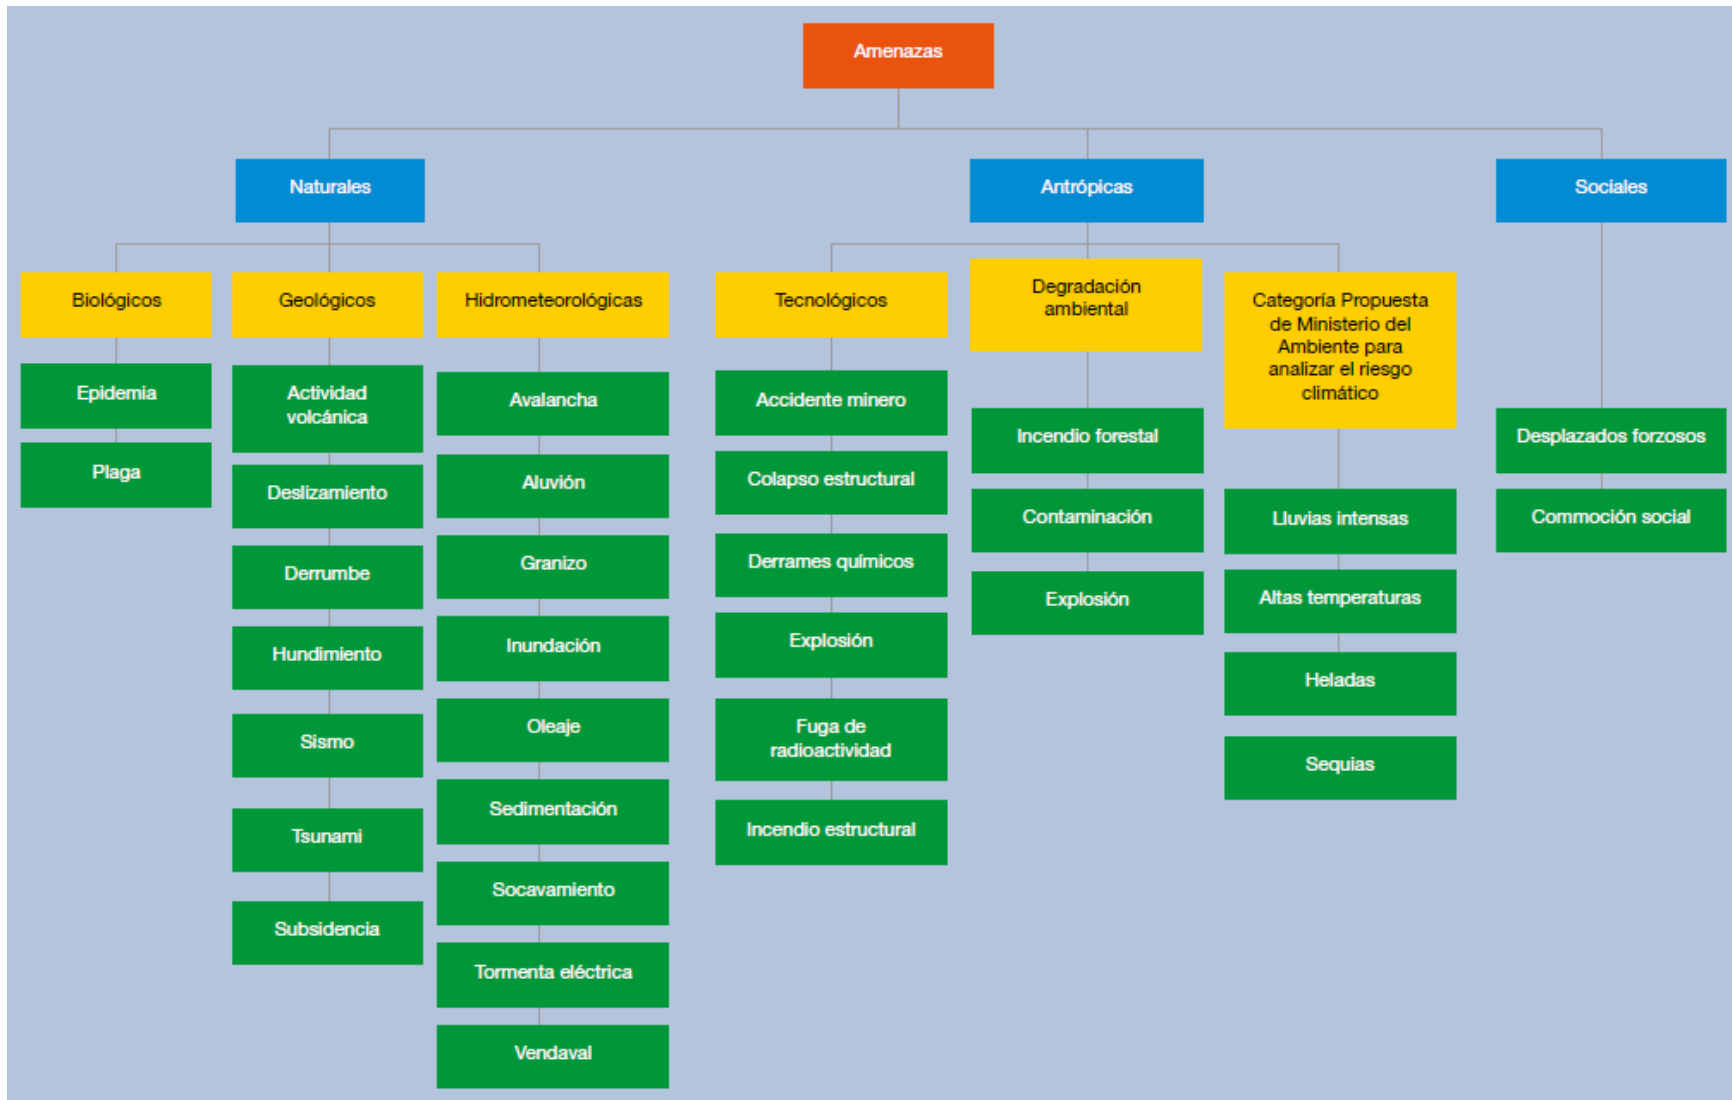 Amenazas
Naturales
Antrópicas
Sociales
Biológicos
Geológicos
Hidrometeorológicas
Tecnológicos
Degradación
ambiental
Categoría Propuesta
de Ministerio del
Ambiente para
analizar el riesgo
climático
Epidemia
Plaga
Actividad
volcánica
Deslizamiento
Derrumbe
Hundimiento
Sismo
Tsunami
Subsidencia
Avalancha
Aluvión
Granizo
Inundación
Oleaje
Sedimentación
Socavamiento
Tormenta eléctrica
Vendaval
Accidente minero
Colapso estructural
Derrames químicos
Explosión
Fuga de
radioactividad
Incendio estructural
Incendio forestal
Contaminación
Explosión
Lluvias intensas
Altas temperaturas
Heladas
Sequias
Desplazados forzosos
Commoción social